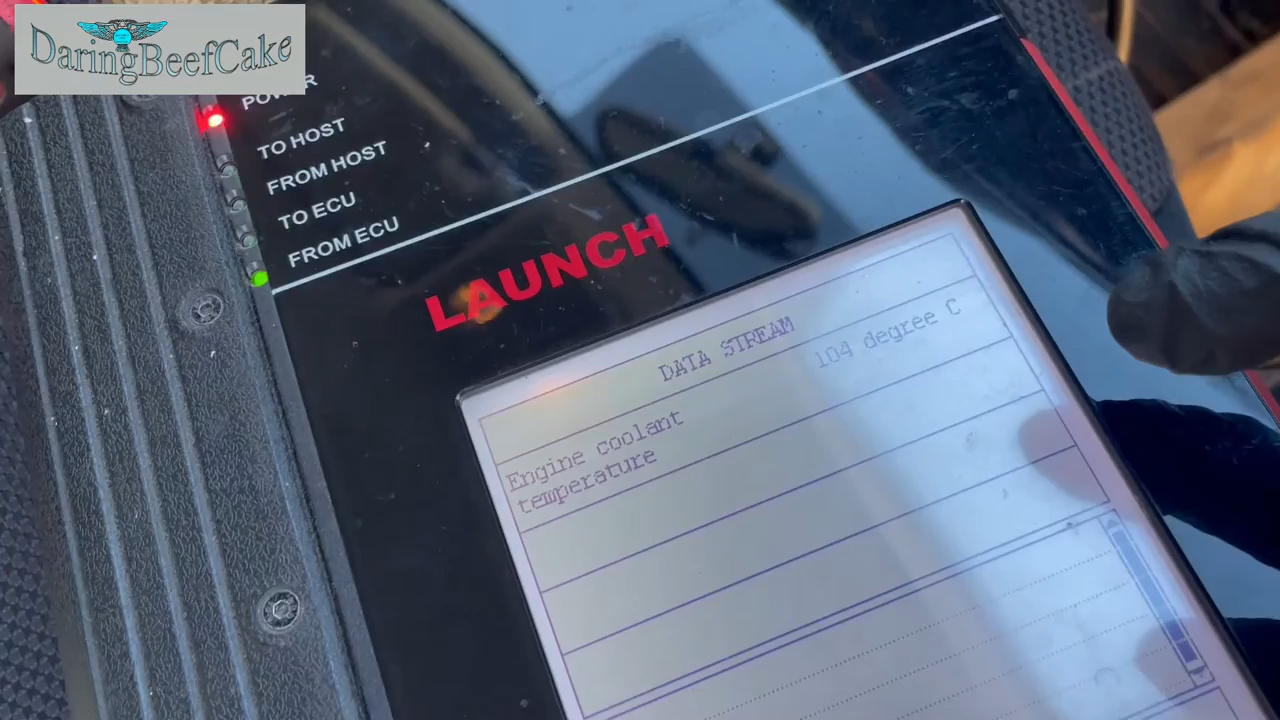 DaringBeefCake
POWER
TO HOST
FROM HOST
TO ECU
FROM ECU
LAUNCH
DATA STREAM
Engine coolant
temperature
104 degree C